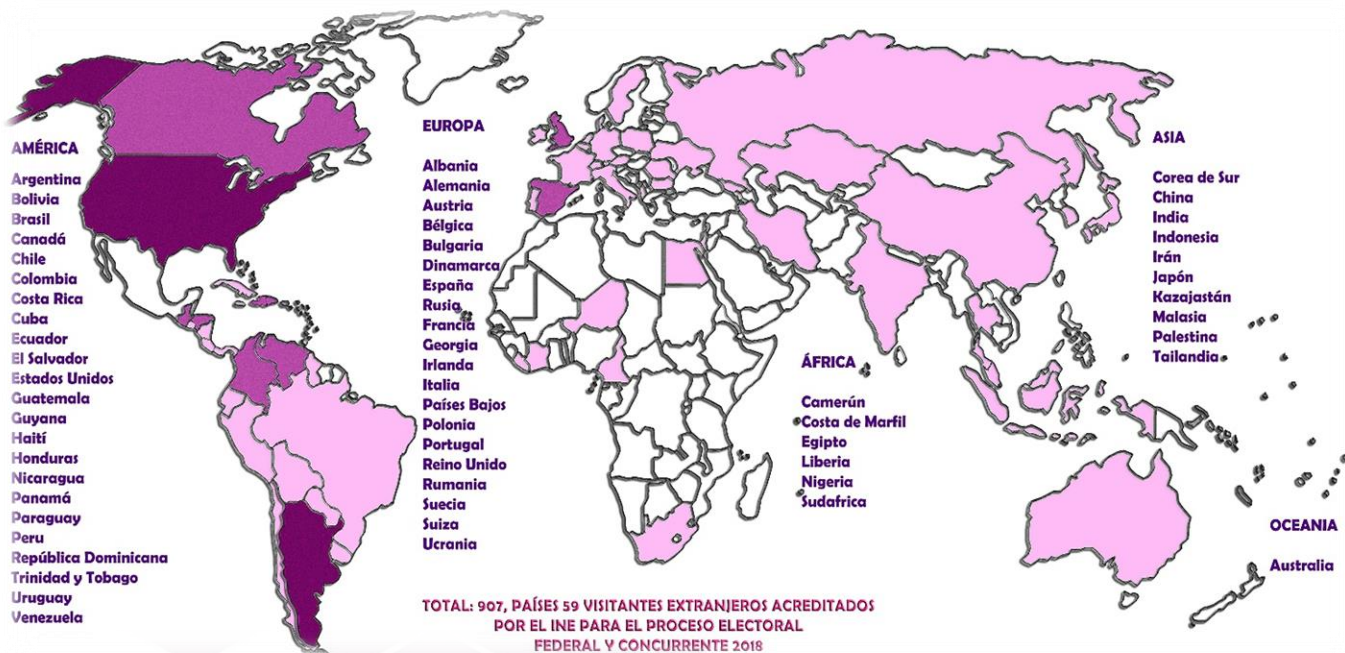 AMÉRICA
Argentina
Bolivia
Brasil
Canadá
Chile
Colombia
Costa Rica
Cuba
Ecuador
El Salvador
Estados Unidos
Guatemala
Guyana
Haití
Honduras
Nicaragua
Panamá
Paraguay
Peru
República Dominicana
Trinidad y Tobago
Uruguay
Venezuela
EUROPA
Albania
Alemania
Austria
Bélgica
Bulgaria
Dinamarca
España
Rusia
Francia
Georgia
Irlanda
Italia
Países Bajos
Polonia
Portugal
Reino Unido
Rumania
Suecia
Suiza
Ucrania
ÁFRICA
Camerún
Costa de Marfil
Egipto
Liberia
Nigeria
Sudafrica
ASIA
Corea de Sur
China
India
Indonesia
Irán
Japón
Kazajastán
Malasia
Palestina
Tailandia
OCEANIA
Australia
TOTAL: 907, PAÍSES 59 VISITANTES EXTRANJEROS ACREDITADOS
POR EL INE PARA EL PROCESO ELECTORAL
FEDERAL Y CONCURRENTE 2018